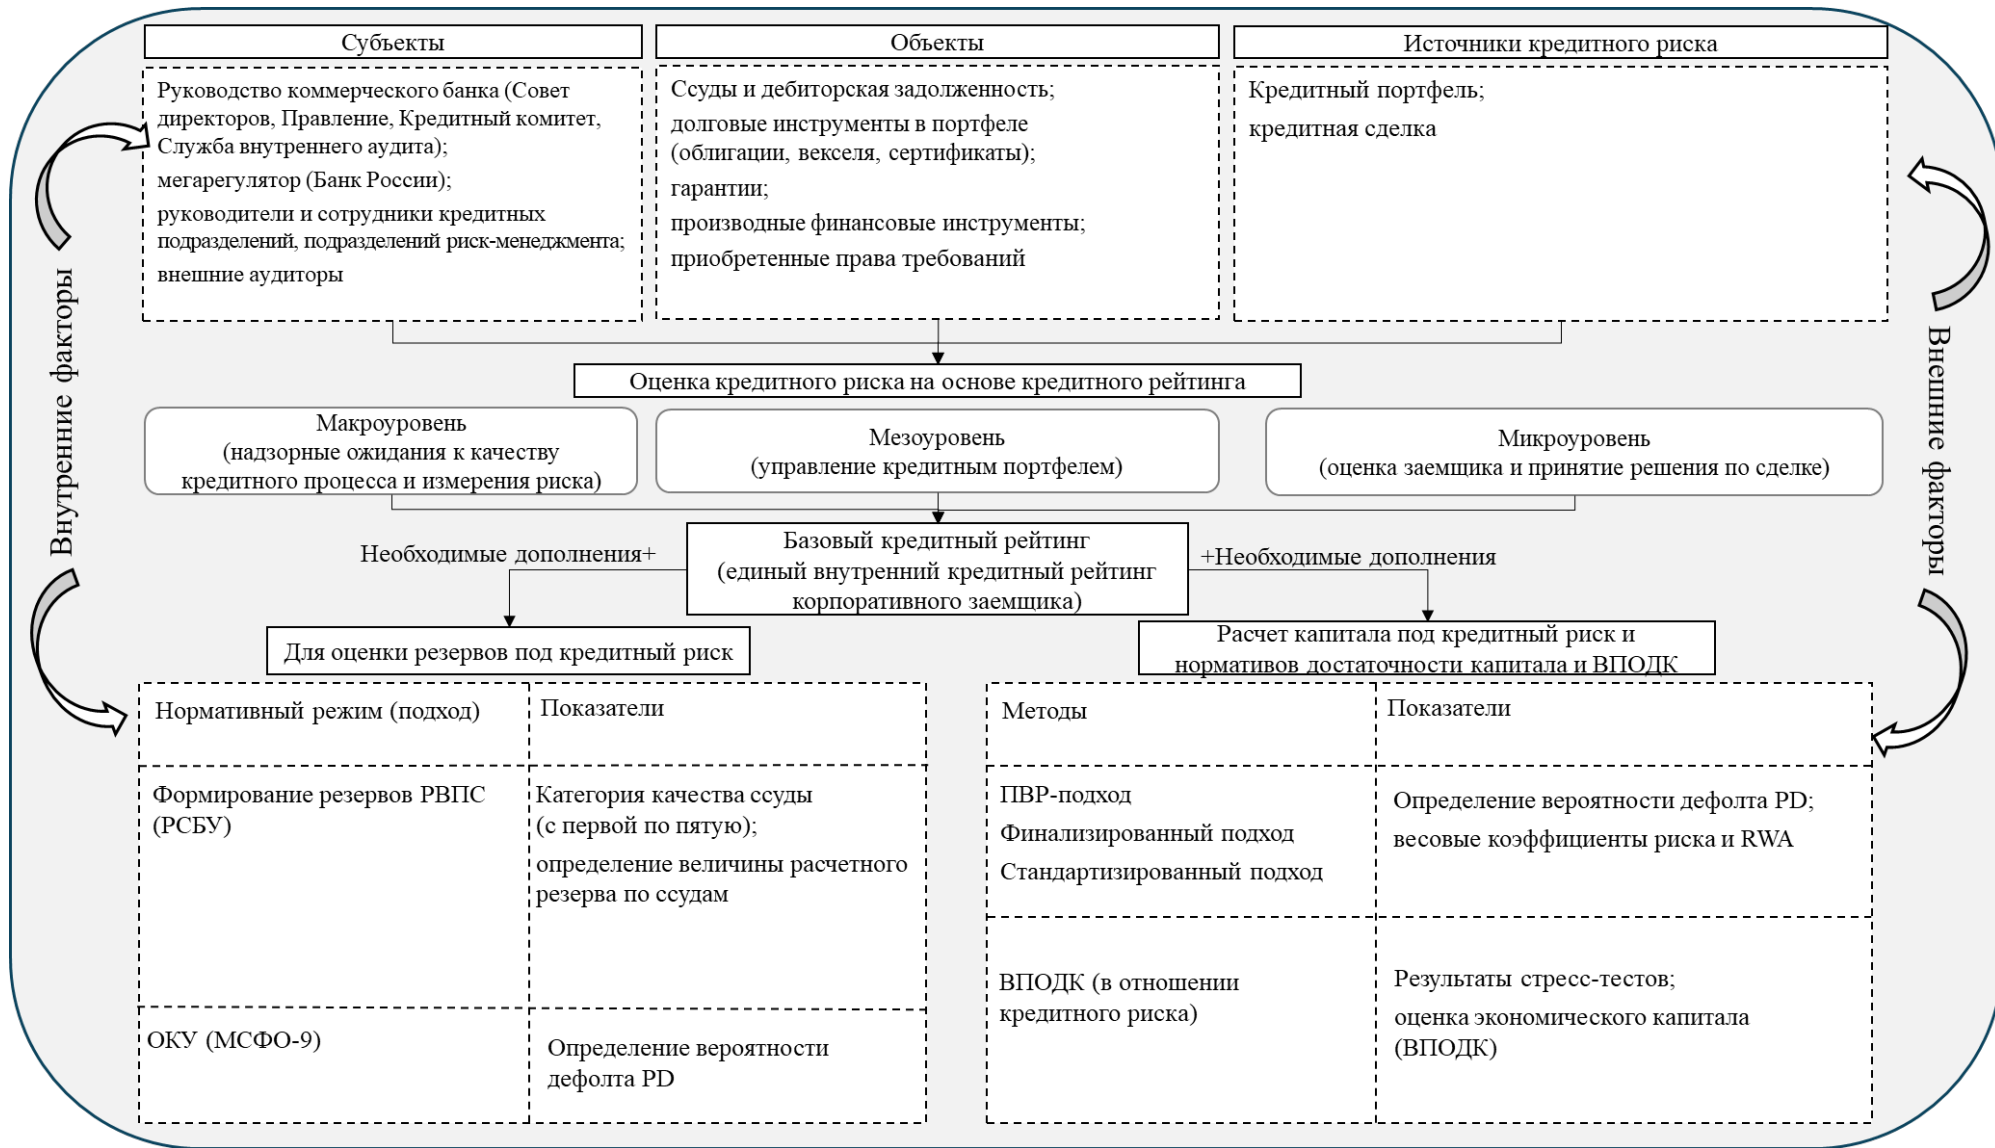 Субъекты
Объекты
Источники кредитного риска
Руководство коммерческого банка (Совет
директоров, Правление, Кредитный комитет,
Служба внутреннего аудита);
мегарегулятор (Банк России);
руководители и сотрудники кредитных
подразделений, подразделений риск-менеджмента;
внешние аудиторы
Ссуды и дебиторская задолженность;
долговые инструменты в портфеле
(облигации, векселя, сертификаты);
гарантии;
производные финансовые инструменты;
приобретенные права требований
Кредитный портфель;
кредитная сделка
Внутренние факторы
Внешние факторы
Оценка кредитного риска на основе кредитного рейтинга
Макроуровень
(надзорные ожидания к качеству
кредитного процесса и измерения риска)
Мезоуровень
(управление кредитным портфелем)
Микроуровень
(оценка заемщика и принятие решения по сделке)
Необходимые дополнения+
Базовый кредитный рейтинг
(единый внутренний кредитный рейтинг
корпоративного заемщика)
+Необходимые дополнения
Для оценки резервов под кредитный риск
Расчет капитала под кредитный риск и
нормативов достаточности капитала и ВПОДК
Нормативный режим (подход)
Показатели
Формирование резервов РВПС
(РСБУ)
Категория качества ссуды
(с первой по пятую);
определение величины расчетного
резерва по ссудам
ОКУ (МСФО-9)
Определение вероятности
дефолта PD
Методы
Показатели
ПВР-подход
Финализированный подход
Стандартизированный подход
Определение вероятности дефолта PD;
весовые коэффициенты риска и RWA
ВПОДК (в отношении
кредитного риска)
Результаты стресс-тестов;
оценка экономического капитала
(ВПОДК)